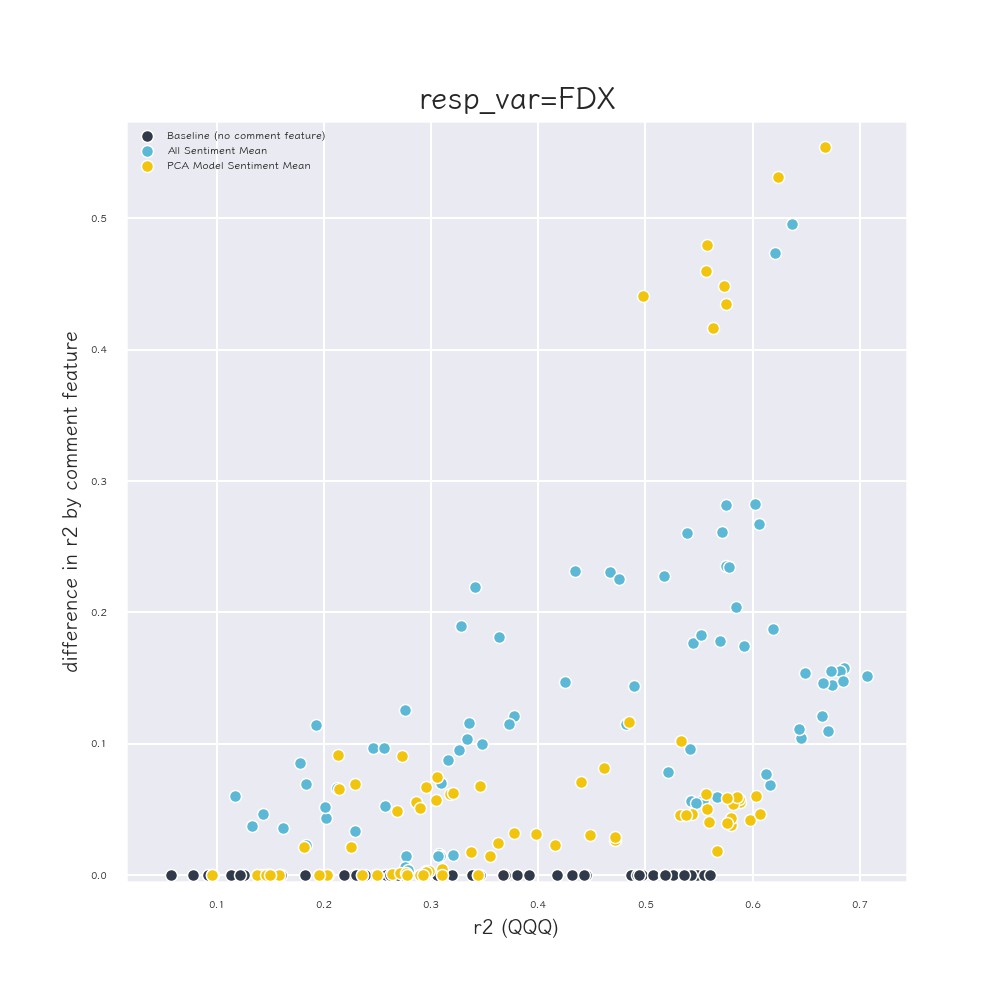 resp_var=FDX
Baseline (no comment feature)
All Sentiment Mean
PCA Model Sentiment Mean
difference in r2 by comment feature
0.5
0.4
0.3
0.2
0.1
0.0
0.1 0.2 0.3 0.4 0.5 0.6 0.7
r2 (QQQ)